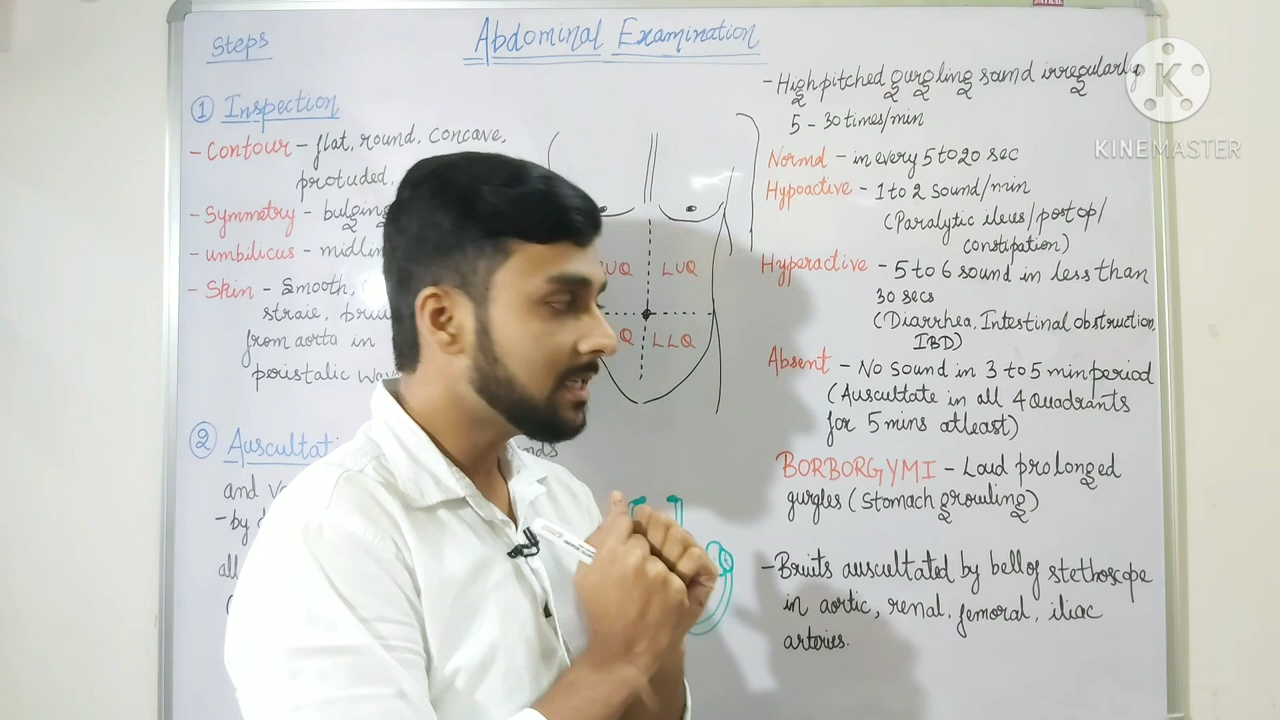 Steps
Abdominal Examination
① Inspection
- Contour - flat, round, concave,
protuded,
- Symmetry - bulging
- umbilicus - midlin
- Skin - Smooth,
straie,
from aorta in
peristalic wav
② Auscultati
nds
and v
- by d
all
UQ
LUQ
Q
LLQ
- High pitched gurgling sound irregularly
5 - 30 times/min
Normal - in every 5 to 20 sec
Hypoactive - 1 to 2 sound/min
(Paralytic ileus/post op/
constipation)
Hyperactive - 5 to 6 sound in less than
30 secs
(Diarrhea, Intestinal obstruction,
IBD)
Absent - No sound in 3 to 5 min period
(Auscultate in all 4 Quadrants
for 5 mins atleast)
BORBORGYMI - Loud prolonged
gurgles (Stomach growling)
- Bruits auscultated by bell of stethoscope
in aortic, renal, femoral, iliac
arteries.
K
KINEMASTER